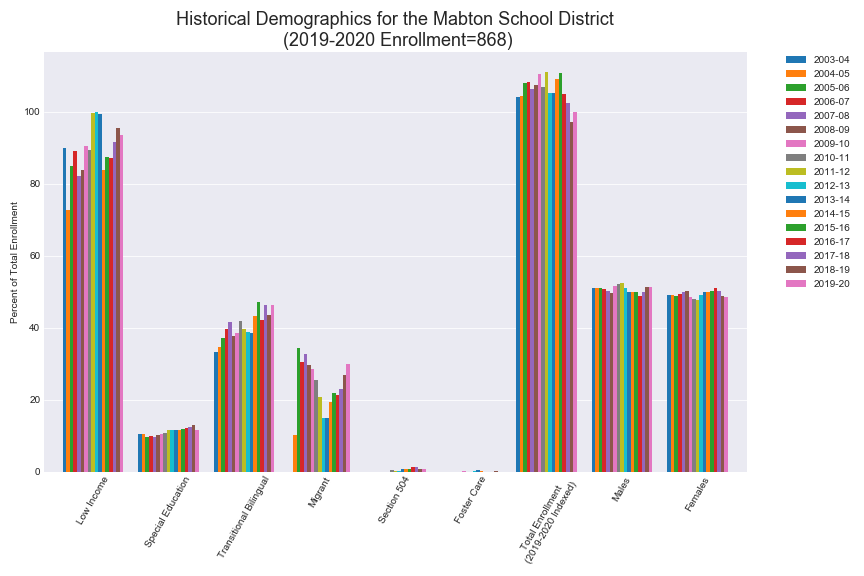 Historical Demographics for the Mabton School District
(2019-2020 Enrollment=868)
Percent of Total Enrollment
100
80
60
40
20
0
Low Income
Special Education
Transitional Bilingual
Migrant
Section 504
Foster Care
Total Enrollment
(2019-2020 Indexed)
Males
Females
2003-04
2004-05
2005-06
2006-07
2007-08
2008-09
2009-10
2010-11
2011-12
2012-13
2013-14
2014-15
2015-16
2016-17
2017-18
2018-19
2019-20